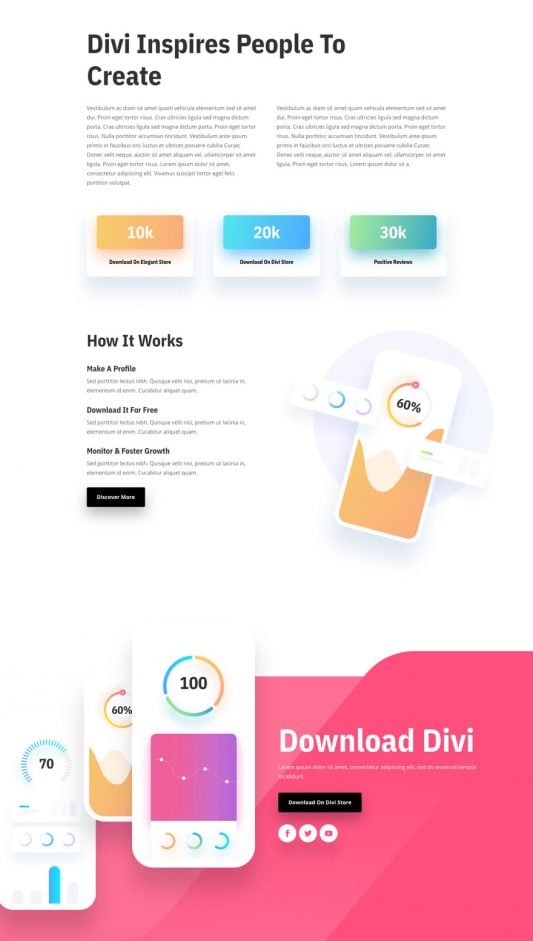 Divi Inspires People To
Create
Vestibulum ac diam sit amet quam vehicula elementum sed sit amet
dui. Proin eget tortor risus. Cras ultricies ligula sed magna dictum
porta. Cras ultricies ligula sed magna dictum porta. Proin eget tortor
risus. Nulla porttitor accumsan tincidunt. Vestibulum ante ipsum
primis in faucibus orci luctus et ultrices posuere cubilia Curae;
Donec velit neque, auctor sit amet aliquam vel, ullamcorper sit amet
ligula. Proin eget tortor risus. Lorem ipsum dolor sit amet,
consectetur adipiscing elit. Vivamus suscipit tortor eget felis
porttitor volutpat.
Vestibulum ac diam sit amet quam vehicula elementum sed sit amet
dui. Proin eget tortor risus. Cras ultricies ligula sed magna dictum
porta. Cras ultricies ligula sed magna dictum porta. Proin eget tortor
risus. Nulla porttitor accumsan tincidunt. Vestibulum ante ipsum
primis in faucibus orci luctus et ultrices posuere cubilia Curae;
Donec velit neque, auctor sit amet aliquam vel, ullamcorper sit amet
ligula. Proin eget tortor risus. Lorem ipsum dolor sit a
10k
Download On Elegant Store
20k
Download On Divi Store
30k
Positive Reviews
How It Works
Make A Profile
Sed porttitor lectus nibh. Quisque velit nisi, pretium ut lacinia in,
elementum id enim. Curabitur aliquet quam.
Download It For Free
Sed porttitor lectus nibh. Quisque velit nisi, pretium ut lacinia in,
elementum id enim. Curabitur aliquet quam.
Monitor & Foster Growth
Sed porttitor lectus nibh. Quisque velit nisi, pretium ut lacinia in,
elementum id enim. Curabitur aliquet quam.
Discover More
60%
70
60%
100
Download Divi
Lorem ipsum dolor sit amet, consectetur adipiscing elit, sed do eiusmod tempor
incididunt.
Download On Divi Store